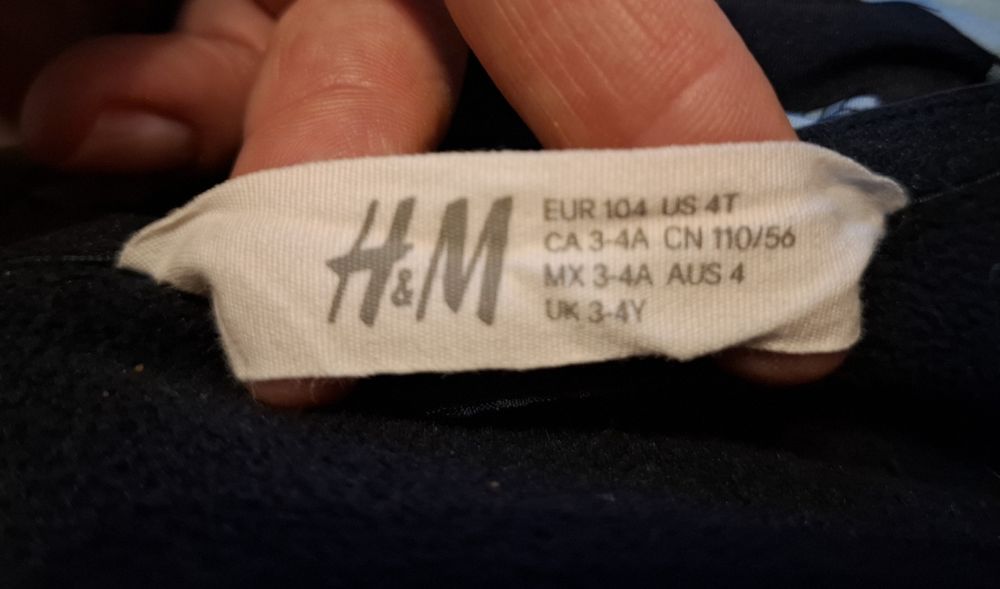 H&M
EUR 104 US 4T
CA 3-4A CN 110/56
MX 3-4A AUS 4
UK 3-4Y